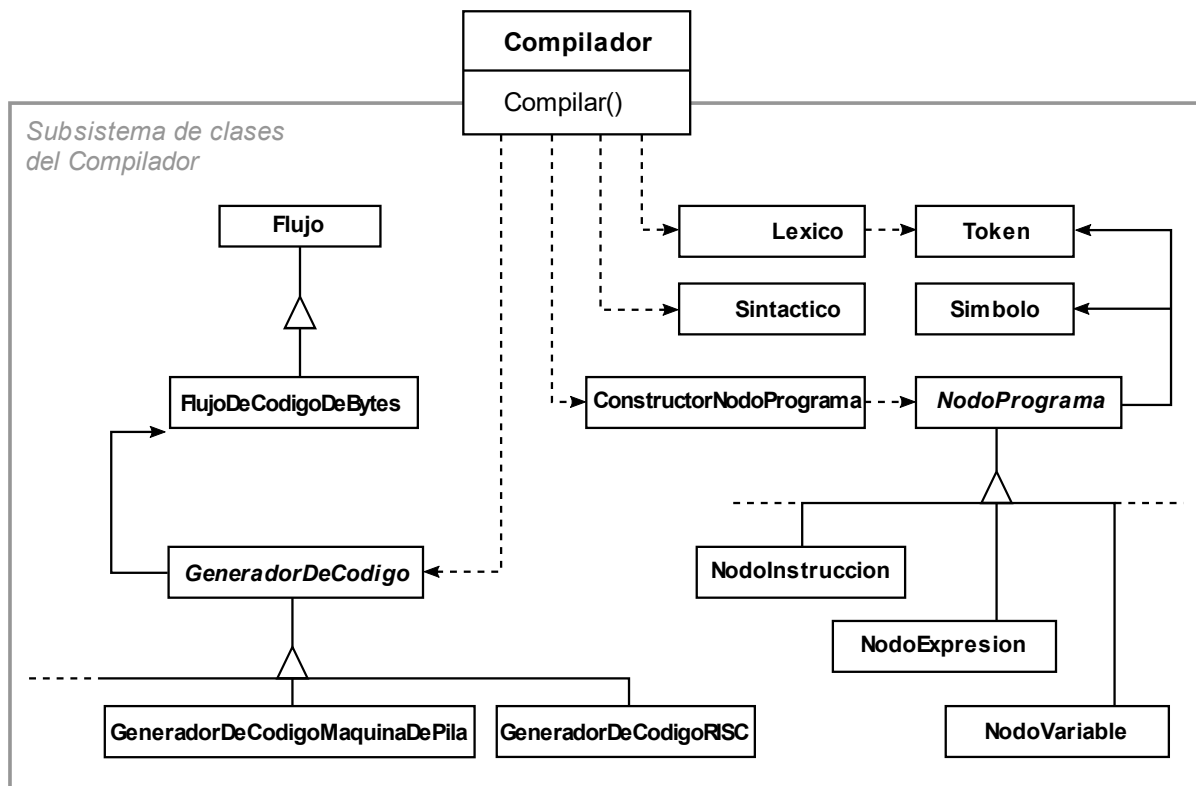 Compilador
Compilar()
Subsistema de clases
del Compilador
Flujo
Lexico
Token
Sintactico
Simbolo
FlujoDeCodigoDeBytes
ConstructorNodoPrograma
NodoPrograma
GeneradorDeCodigo
NodoInstruccion
NodoExpresion
GeneradorDeCodigoMaquinaDePila
GeneradorDeCodigoRISC
NodoVariable